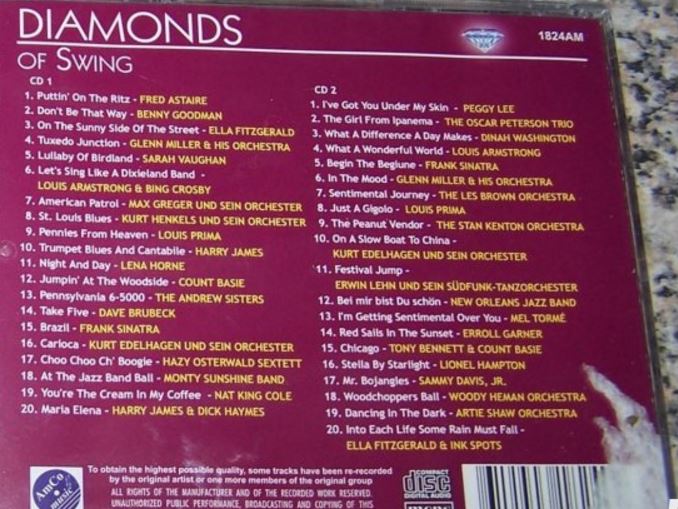 DIAMONDS
OF SWING
1824AM
CD 1
1. Puttin' On The Ritz - FRED ASTAIRE
2. Don't Be That Way - BENNY GOODMAN
3. On The Sunny Side Of The Street - ELLA FITZGERALD
4. Tuxedo Junction - GLENN MILLER & HIS ORCHESTRA
5. Lullaby Of Birdland - SARAH VAUGHAN
6. Let's Sing Like A Dixieland Band -
LOUIS ARMSTRONG & BING CROSBY
7. American Patrol - MAX GREGER UND SEIN ORCHESTER
8. St. Louis Blues - KURT HENKELS UND SEIN ORCHESTER
9. Pennies From Heaven - LOUIS PRIMA
10. Trumpet Blues And Cantabile - HARRY JAMES
11. Night And Day - LENA HORNE
12. Jumpin' At The Woodside - COUNT BASIE
13. Pennsylvania 6-5000 - THE ANDREW SISTERS
14. Take Five - DAVE BRUBECK
15. Brazil - FRANK SINATRA
16. Carioca - KURT EDELHAGEN UND SEIN ORCHESTER
17. Choo Choo Ch' Boogie - HAZY OSTERWALD SEXTETT
18. At The Jazz Band Ball - MONTY SUNSHINE BAND
19. You're The Cream In My Coffee - NAT KING COLE
20. Maria Elena - HARRY JAMES & DICK HAYMES
CD 2
1. I've Got You Under My Skin - PEGGY LEE
2. The Girl From Ipanema - THE OSCAR PETERSON TRIO
3. What A Difference A Day Makes - DINAH WASHINGTON
4. What A Wonderful World - LOUIS ARMSTRONG
5. Begin The Begiune - FRANK SINATRA
6. In The Mood - GLENN MILLER & HIS ORCHESTRA
7. Sentimental Journey - THE LES BROWN ORCHESTRA
8. Just A Gigolo - LOUIS PRIMA
9. The Peanut Vendor - THE STAN KENTON ORCHESTRA
10. On A Slow Boat To China -
KURT EDELHAGEN UND SEIN ORCHESTER
11. Festival Jump -
ERWIN LEHN UND SEIN SÜDFUNK-TANZORCHESTER
12. Bei mir bist Du schön - NEW ORLEANS JAZZ BAND
13. I'm Getting Sentimental Over You - MEL TORMÉ
14. Red Sails In The Sunset - ERROLL GARNER
15. Chicago - TONY BENNETT & COUNT BASIE
16. Stella By Starlight - LIONEL HAMPTON
17. Mr. Bojangles - SAMMY DAVIS, JR.
18. Woodchoppers Ball - WOODY HEMAN ORCHESTRA
19. Dancing In The Dark - ARTIE SHAW ORCHESTRA
20. Into Each Life Some Rain Must Fall -
ELLA FITZGERALD & INK SPOTS
AmCo
music
To obtain the highest possible quality, some tracks have been re-recorded
by the original artist or one more members of the original group
ALL RIGHTS OF THE MANUFACTURER AND OF THE RECORDED WORK RESERVED.
UNAUTHORIZED PUBLIC PERFORMANCE, BROADCASTING AND COPYING OF THIS
COMPACT
disc
DIGITAL AUDIO